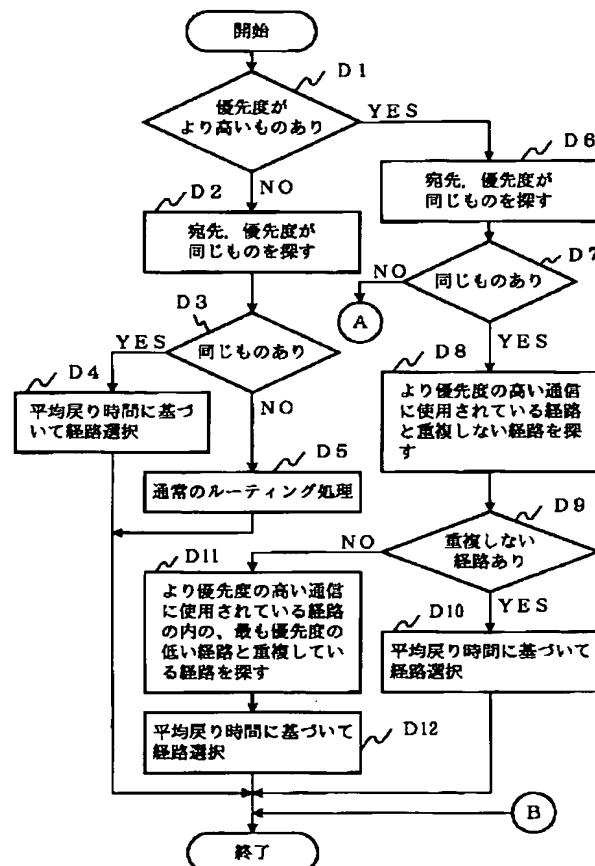 開始
D1
優先度が
より高いものあり
YES
D6
宛先，優先度が
同じものを探す
NO
D2
宛先，優先度が
同じものを探す
D7
NO
同じものあり
A
YES
D3
YES
同じものあり
D4
平均戻り時間に基づ
いて経路選択
NO
D8
より優先度の高い通信
に使用されている経路
と重複しない経路を探
す
D5
通常のルーティング処理
D9
NO
重複しない
経路あり
D11
より優先度の高い通信
に使用されている経路
の内の、最も優先度の
低い経路と重複してい
る経路を探す
YES
D10
平均戻り時間に基づいて
経路選択
平均戻り時間に基づいて
経路選択
D12
B
終了